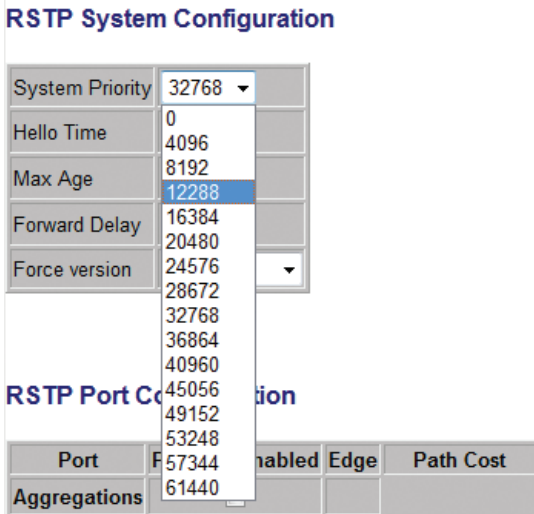 RSTP System Configuration
System Priority 32768
Hello Time
Max Age
Forward Delay
Force version
0
4096
8192
12288
16384
20480
24576
28672
32768
36864
40960
45056
49152
53248
57344
61440
RSTP Port Co tion
Port P nabled Edge Path Cost
Aggregations